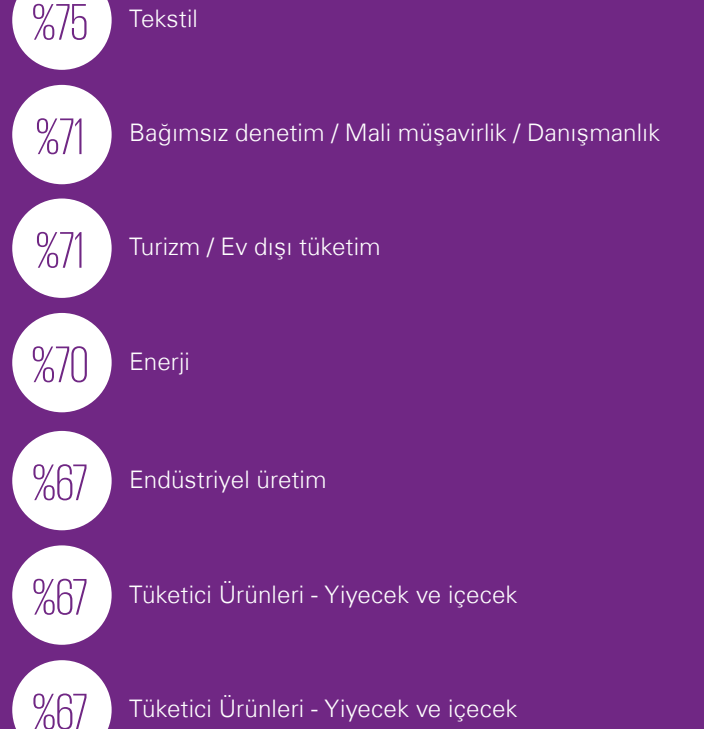 %75 Tekstil
%71 Bağımsız denetim / Mali müşavirlik / Danışmanlık
%71 Turizm / Ev dışı tüketim
%70 Enerji
%67 Endüstriyel üretim
%67 Tüketici Ürünleri - Yiyecek ve içecek
%67 Tüketici Ürünleri - Yiyecek ve içecek